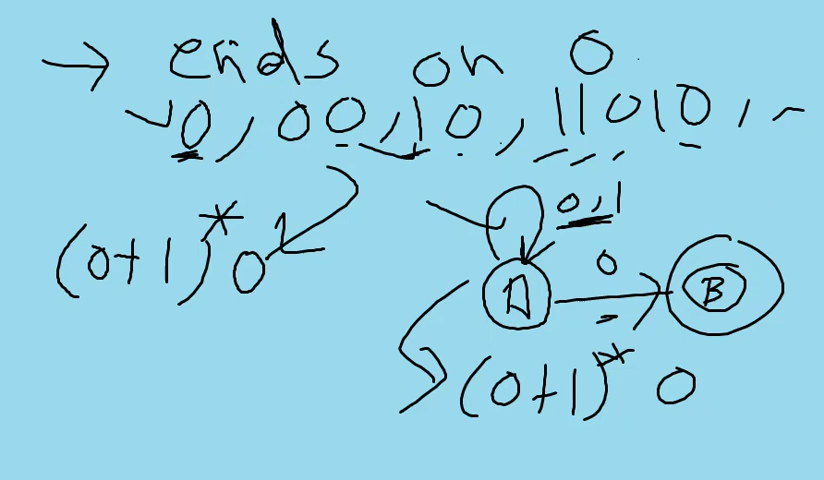 → ends on 0
0, 00, 10, 11010, ~
(0+1)* 0
0,1
A 0 B
(0+1)* 0